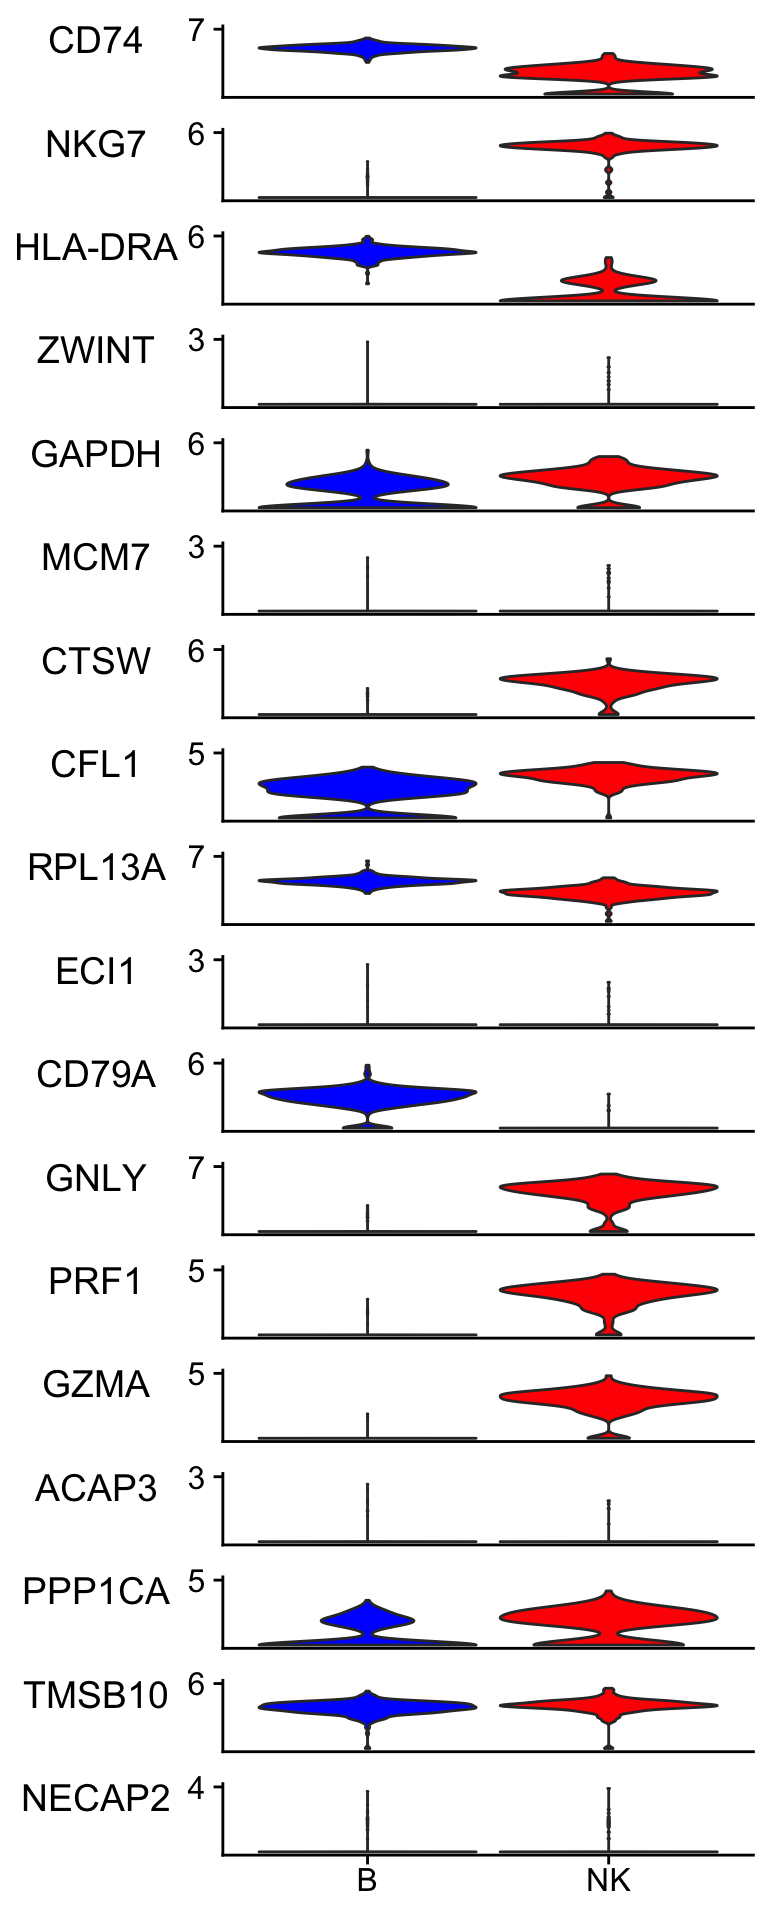 CD74 7
NKG7 6
HLA-DRA 6
ZWINT 3
GAPDH 6
MCM7 3
CTSW 6
CFL1 5
RPL13A 7
ECI1 3
CD79A 6
GNLY 7
PRF1 5
GZMA 5
ACAP3 3
PPP1CA 5
TMSB10 6
NECAP2 4
B NK